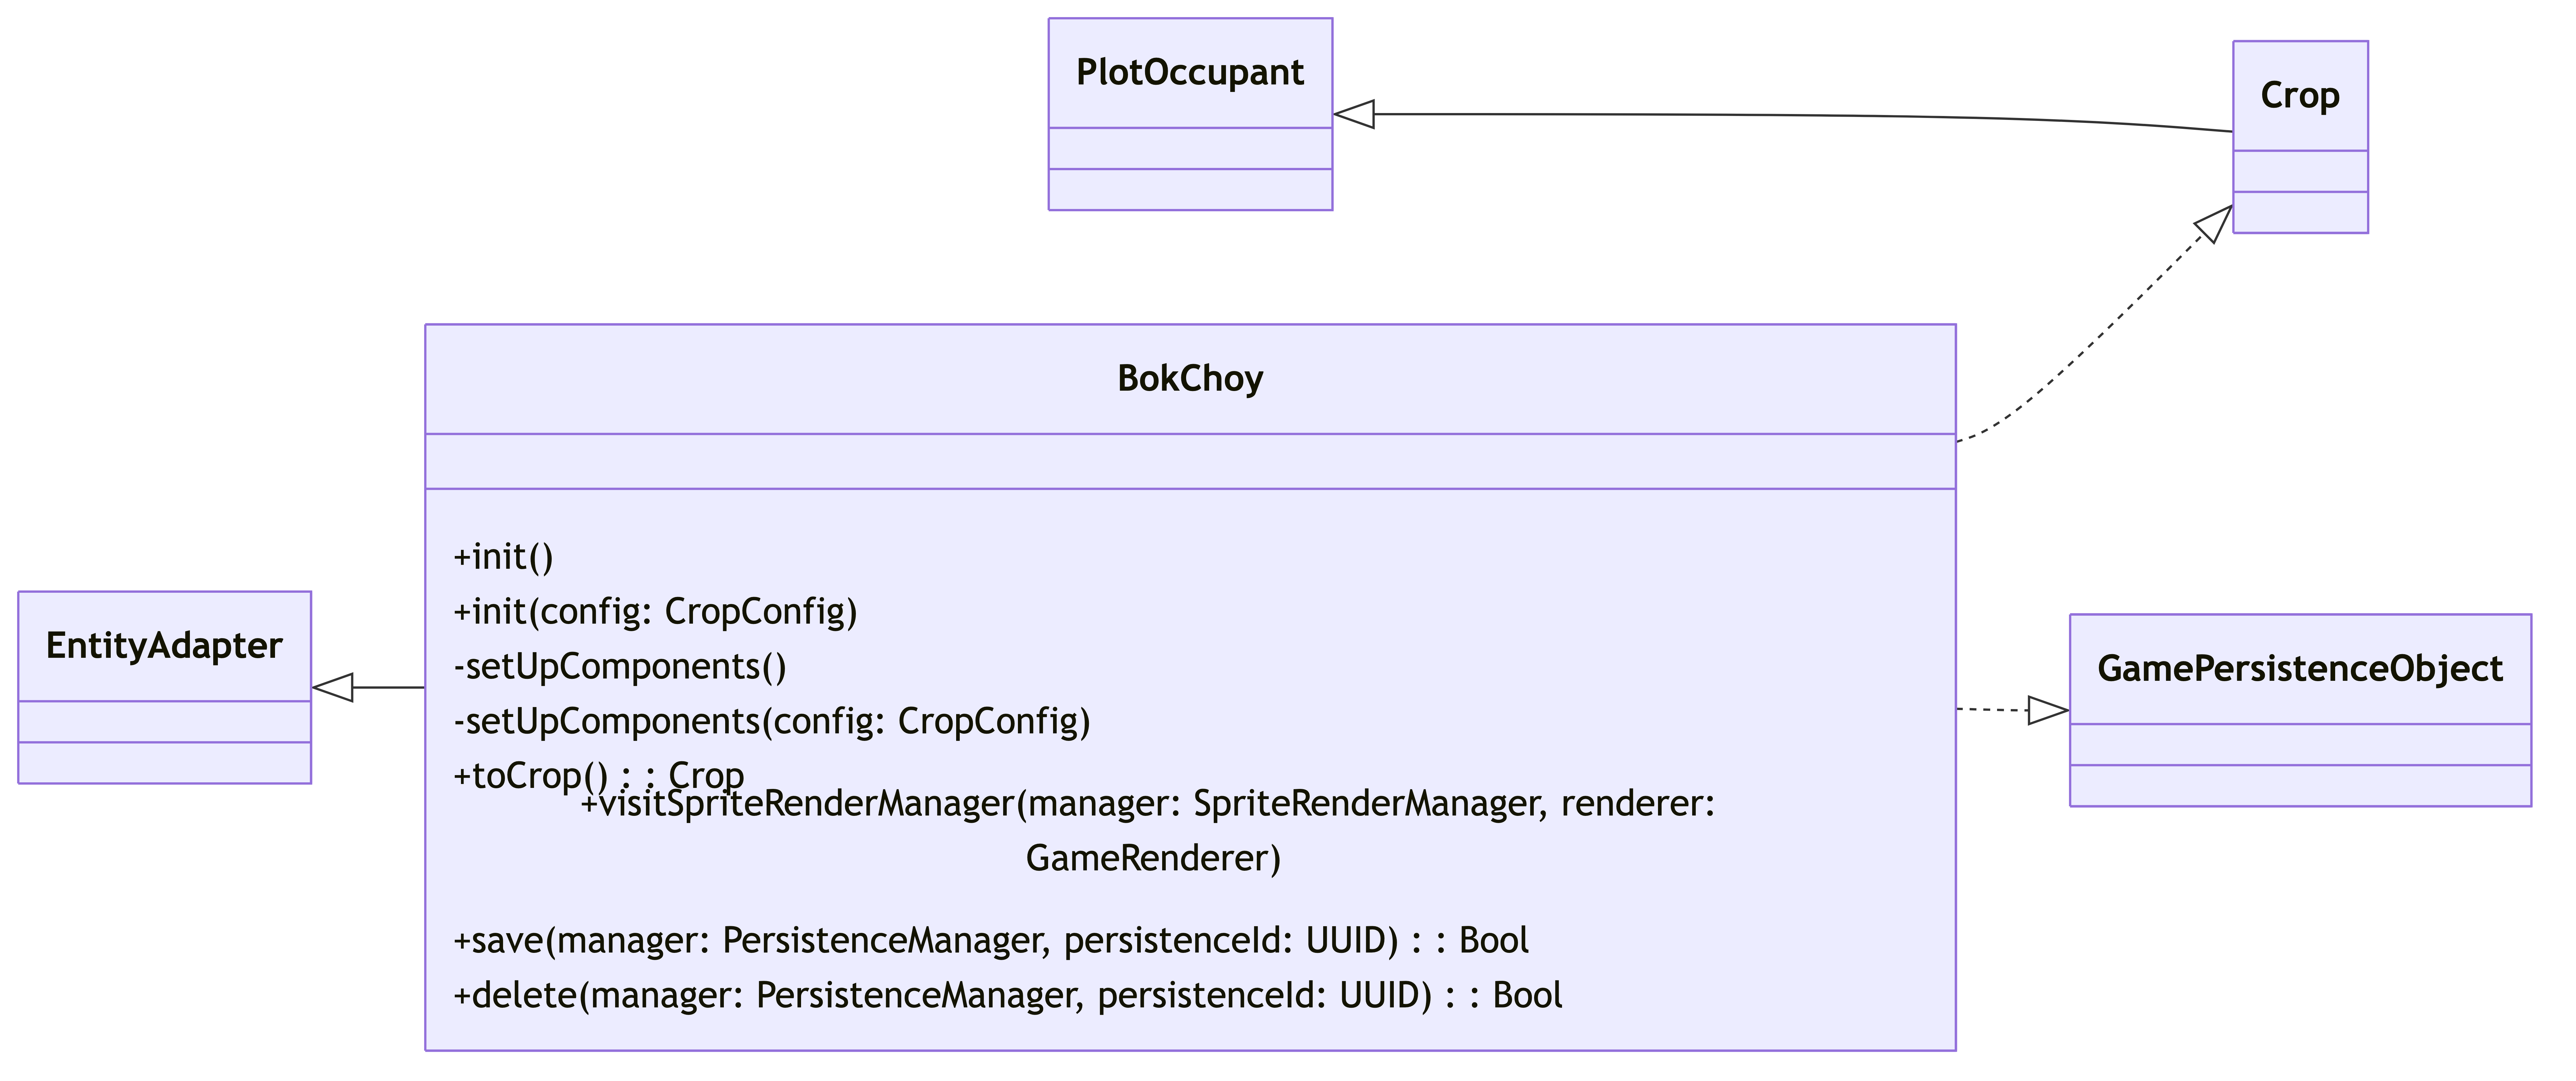 PlotOccupant
Crop
BokChoy
+init()
+init(config: CropConfig)
-setUpComponents()
-setUpComponents(config: CropConfig)
+toCrop() : : Crop
+visitSpriteRenderManager(manager: SpriteRenderManager, renderer:
GameRenderer)
+save(manager: PersistenceManager, persistenceId: UUID) : : Bool
+delete(manager: PersistenceManager, persistenceId: UUID) : : Bool
EntityAdapter
GamePersistenceObject